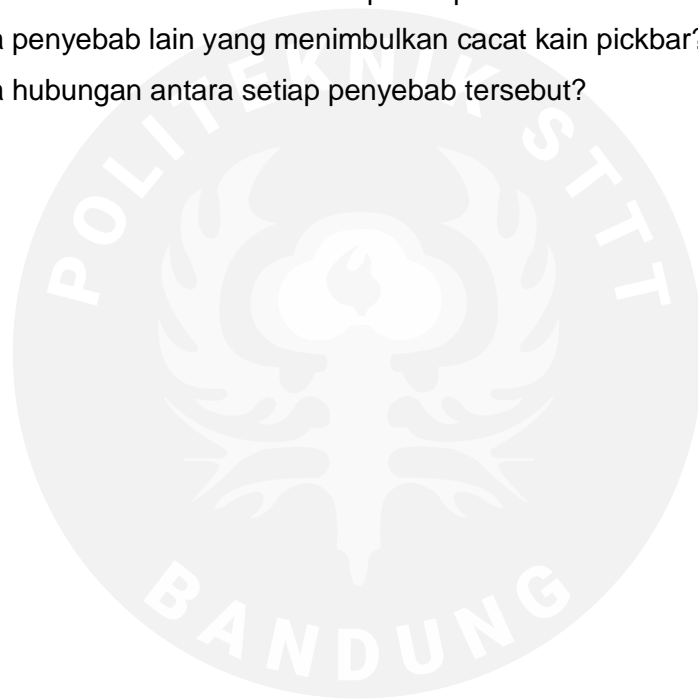 penyebab lain yang menimbulkan cacat kain pickbar?
hubungan antara setiap penyebab tersebut?
POLITEKNIK STTT
BANDUNG